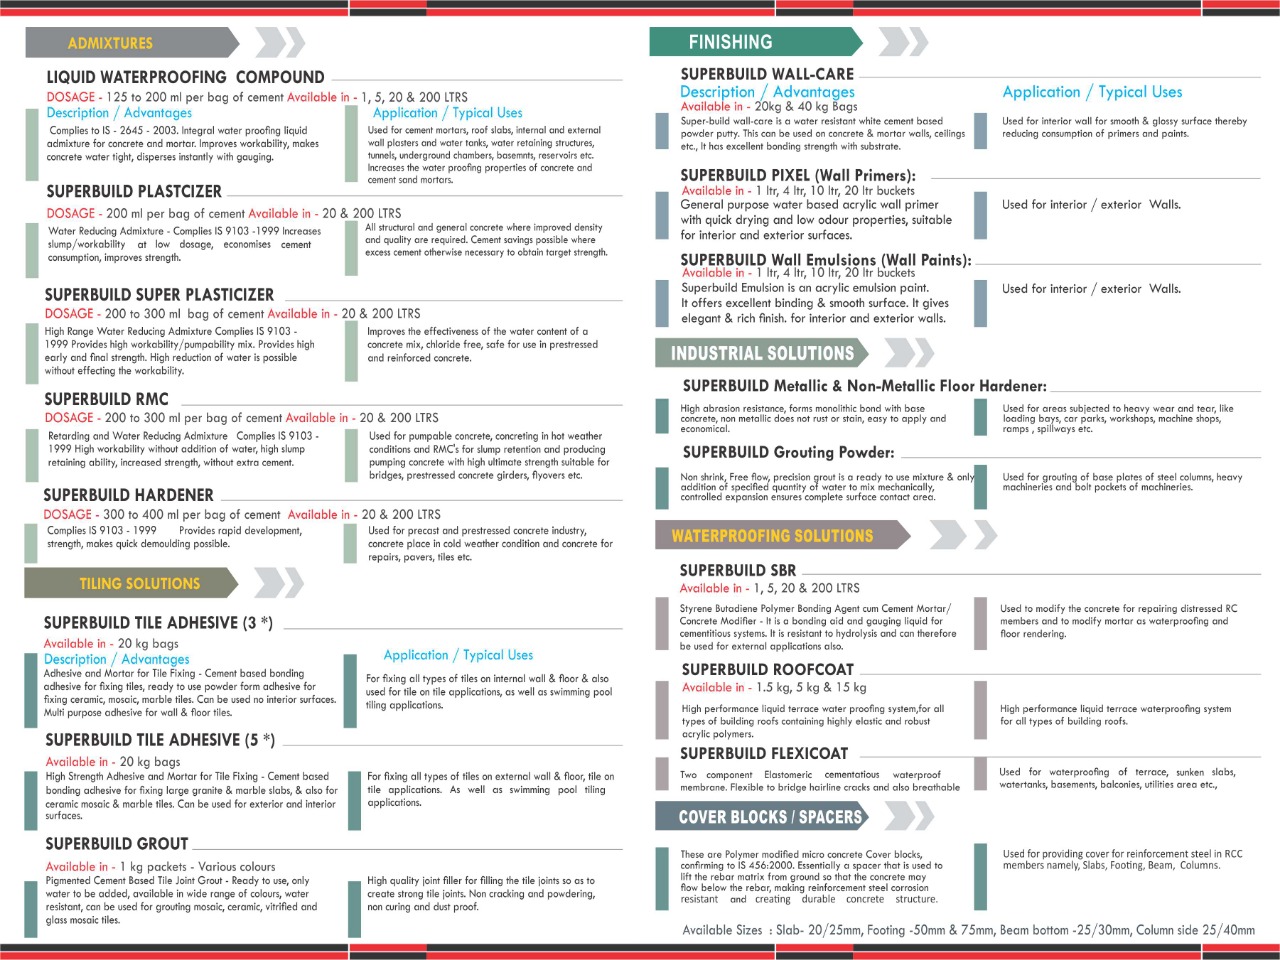 ADMIXTURES
LIQUID WATERPROOFING COMPOUND
DOSAGE - 125 to 200 ml per bag of cement Available in - 1, 5, 20 & 200 LTRS
Description / Advantages
Complies to IS - 2645 - 2003. Integral water proofing liquid
admixture for concrete and mortar. Improves workability, makes
concrete water tight, disperses instantly with gauging.
Application / Typical Uses
Used for cement mortars, roof slabs, internal and external
wall plasters and water tanks, water retaining structures,
tunnels, underground chambers, basemnts, reservoirs etc.
Increases the water proofing properties of concrete and
cement sand mortars.
SUPERBUILD PLASTCIZER
DOSAGE - 200 ml per bag of cement Available in - 20 & 200 LTRS
Water Reducing Admixture - Complies IS 9103 -1999 Increases
slump/workability at low dosage, economises cement
consumption, improves strength.
All structural and general concrete where improved density
and quality are required. Cement savings possible where
excess cement otherwise necessary to obtain target strength.
SUPERBUILD SUPER PLASTICIZER
DOSAGE - 200 to 300 ml bag of cement Available in - 20 & 200 LTRS
High Range Water Reducing Admixture Complies IS 9103 -
1999 Provides high workability/pumpability mix. Provides high
early and final strength. High reduction of water is possible
without effecting the workability.
Improves the effectiveness of the water content of a
concrete mix, chloride free, safe for use in prestressed
and reinforced concrete.
SUPERBUILD RMC
DOSAGE - 200 to 300 ml per bag of cement Available in - 20 & 200 LTRS
Retarding and Water Reducing Admixture Complies IS 9103 -
1999 High workability without addition of water, high slump
retaining ability, increased strength, without extra cement.
Used for pumpable concrete, concreting in hot weather
conditions and RMC's for slump retention and producing
pumping concrete with high ultimate strength suitable for
bridges, prestressed concrete girders, flyovers etc.
SUPERBUILD HARDENER
DOSAGE - 300 to 400 ml per bag of cement Available in - 20 & 200 LTRS
Complies IS 9103 - 1999 Provides rapid development,
strength, makes quick demoulding possible.
Used for precast and prestressed concrete industry,
concrete place in cold weather condition and concrete for
repairs, pavers, tiles etc.
TILING SOLUTIONS
SUPERBUILD TILE ADHESIVE (3 *)
Available in - 20 kg bags
Description / Advantages
Adhesive and Mortar for Tile Fixing - Cement based bonding
adhesive for fixing tiles, ready to use powder form adhesive for
fixing ceramic, mosaic, marble tiles. Can be used no interior surfaces.
Multi purpose adhesive for wall & floor tiles.
Application / Typical Uses
For fixing all types of tiles on internal wall & floor & also
used for tile on tile applications, as well as swimming pool
tiling applications.
SUPERBUILD TILE ADHESIVE (5 *)
Available in - 20 kg bags
High Strength Adhesive and Mortar for Tile Fixing - Cement based
bonding adhesive for fixing large granite & marble slabs, & also for
ceramic mosaic & marble tiles. Can be used for exterior and interior
surfaces.
For fixing all types of tiles on external wall & floor, tile on
tile applications. As well as swimming pool tiling
applications.
SUPERBUILD GROUT
Available in - 1 kg packets - Various colours
Pigmented Cement Based Tile Joint Grout - Ready to use, only
water to be added, available in wide range of colours, water
resistant, can be used for grouting mosaic, ceramic, vitrified and
glass mosaic tiles.
High quality joint filler for filling the tile joints so as to
create strong tile joints. Non cracking and powdering,
non curing and dust proof.
FINISHING
SUPERBUILD WALL-CARE
Description / Advantages
Available in - 20kg & 40 kg Bags
Super-build wall-care is a water resistant white cement based
powder putty. This can be used on concrete & mortar walls, ceilings
etc., It has excellent bonding strength with substrate.
Application / Typical Uses
Used for interior wall for smooth & glossy surface thereby
reducing consumption of primers and paints.
SUPERBUILD PIXEL (Wall Primers):
Available in - 1 ltr, 4 ltr, 10 ltr, 20 ltr buckets
General purpose water based acrylic wall primer
with quick drying and low odour properties, suitable
for interior and exterior surfaces.
Used for interior / exterior Walls.
SUPERBUILD Wall Emulsions (Wall Paints):
Available in - 1 ltr, 4 ltr, 10 ltr, 20 ltr buckets
Superbuild Emulsion is an acrylic emulsion paint.
It offers excellent binding & smooth surface. It gives
elegant & rich finish. for interior and exterior walls.
Used for interior / exterior Walls.
INDUSTRIAL SOLUTIONS
SUPERBUILD Metallic & Non-Metallic Floor Hardener:
High abrasion resistance, forms monolithic bond with base
concrete, non metallic does not rust or stain, easy to apply and
economical.
Used for areas subjected to heavy wear and tear, like
loading bays, car parks, workshops, machine shops,
ramps , spillways etc.
SUPERBUILD Grouting Powder:
Non shrink, Free flow, precision grout is a ready to use mixture & only
addition of specified quantity of water to mix mechanically,
controlled expansion ensures complete surface contact area.
Used for grouting of base plates of steel columns, heavy
machineries and bolt pockets of machineries.
WATERPROOFING SOLUTIONS
SUPERBUILD SBR
Available in - 1, 5, 20 & 200 LTRS
Styrene Butadiene Polymer Bonding Agent cum Cement Mortar/
Concrete Modifier - It is a bonding aid and gauging liquid for
cementitious systems. It is resistant to hydrolysis and can therefore
be used for external applications also.
Used to modify the concrete for repairing distressed RC
members and to modify mortar as waterproofing and
floor rendering.
SUPERBUILD ROOFCOAT
Available in - 1.5 kg, 5 kg & 15 kg
High performance liquid terrace water proofing system,for all
types of building roofs containing highly elastic and robust
acrylic polymers.
High performance liquid terrace waterproofing system
for all types of building roofs.
SUPERBUILD FLEXICOAT
Two component Elastomeric cementatious waterproof
membrane. Flexible to bridge hairline cracks and also breathable
Used for waterproofing of terrace, sunken slabs,
watertanks, basements, balconies, utilities area etc.,
COVER BLOCKS / SPACERS
These are Polymer modified micro concrete Cover blocks,
confirming to IS 456:2000. Essentially a spacer that is used to
lift the rebar matrix from ground so that the concrete may
flow below the rebar, making reinforcement steel corrosion
resistant and creating durable concrete structure.
Used for providing cover for reinforcement steel in RCC
members namely, Slabs, Footing, Beam, Columns.
Available Sizes : Slab- 20/25mm, Footing -50mm & 75mm, Beam bottom -25/30mm, Column side 25/40mm